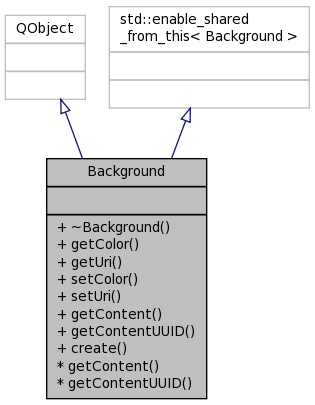 QObject
std::enable_shared
_from_this< Background >
Background
+ ~Background()
+ getColor()
+ getUri()
+ setColor()
+ setUri()
+ getContent()
+ getContentUUID()
+ create()
* getContent()
* getContentUUID()